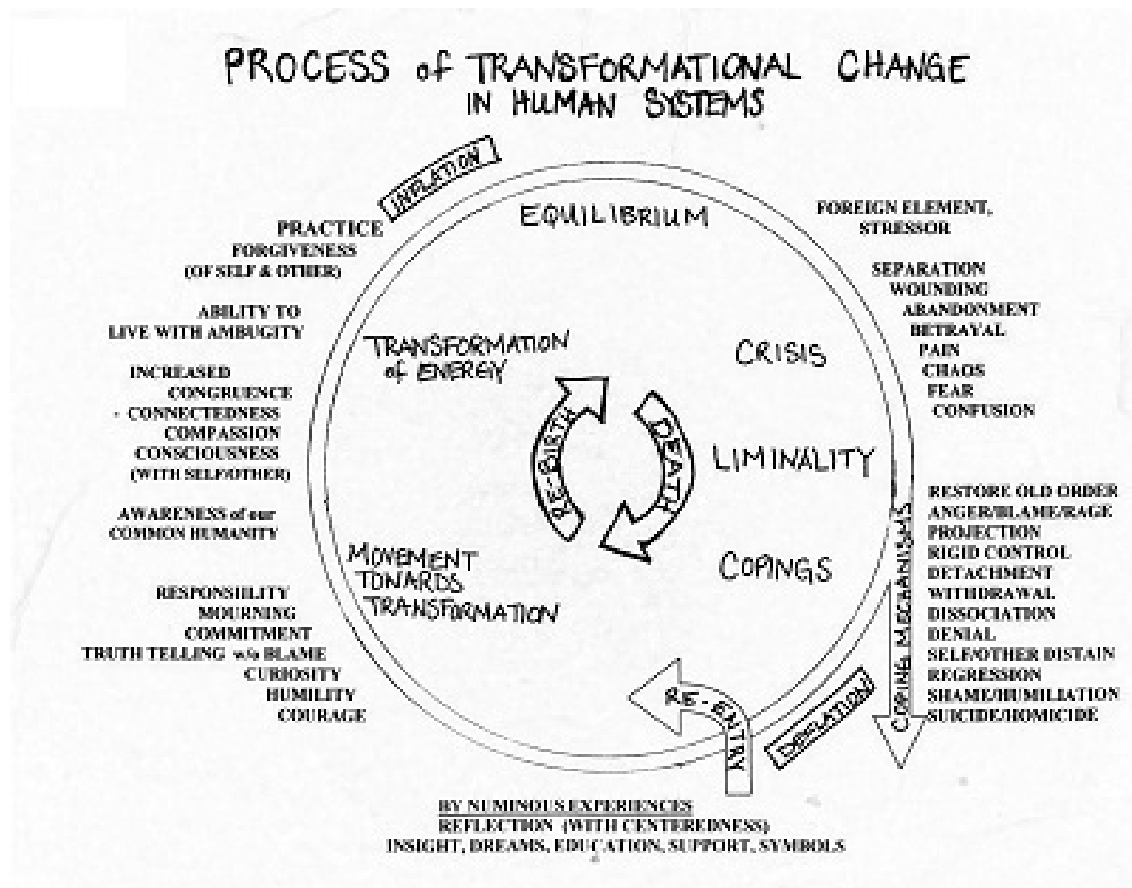 PROCESS of TRANSFORMATIONAL CHANGE
IN HUMAN SYSTEMS
INFLATION
EQUILIBRIUM
FOREIGN ELEMENT,
STRESSOR
SEPARATION
WOUNDING
ABANDONMENT
BETRAYAL
PAIN
CHAOS
FEAR
CONFUSION
CRISIS
LIMINALITY
COPINGS
DEATH
RE-BIRTH
COPING MECHANISMS
RESTORE OLD ORDER
ANGER/BLAME/RAGE
PROJECTION
RIGID CONTROL
DETACHMENT
WITHDRAWAL
DISSOCIATION
DENIAL
SELF/OTHER DISTAIN
REGRESSION
SHAME/HUMILIATION
SUICIDE/HOMICIDE
DEFLATION
RE-ENTRY
BY NUMINOUS EXPERIENCES
REFLECTION (WITH CENTEREDNESS)
INSIGHT, DREAMS, EDUCATION, SUPPORT, SYMBOLS
MOVEMENT
TOWARDS
TRANSFORMATION
RESPONSIBILITY
MOURNING
COMMITMENT
TRUTH TELLING w/o BLAME
CURIOSITY
HUMILITY
COURAGE
TRANSFORMATION
of ENERGY
PRACTICE
FORGIVENESS
(OF SELF & OTHER)
ABILITY TO
LIVE WITH AMBUGITY
INCREASED
CONGRUENCE
CONNECTEDNESS
COMPASSION
CONSCIOUSNESS
(WITH SELF/OTHER)
AWARENESS of our
COMMON HUMANITY